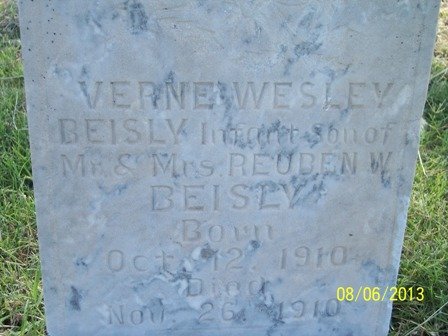 VERNE WESLEY
BEISLY Infant son of
Mr. & Mrs. REUBEN W.
BEISLY
Born
Oct. 12, 1910
Died
Nov. 26, 1910
08/06/2013